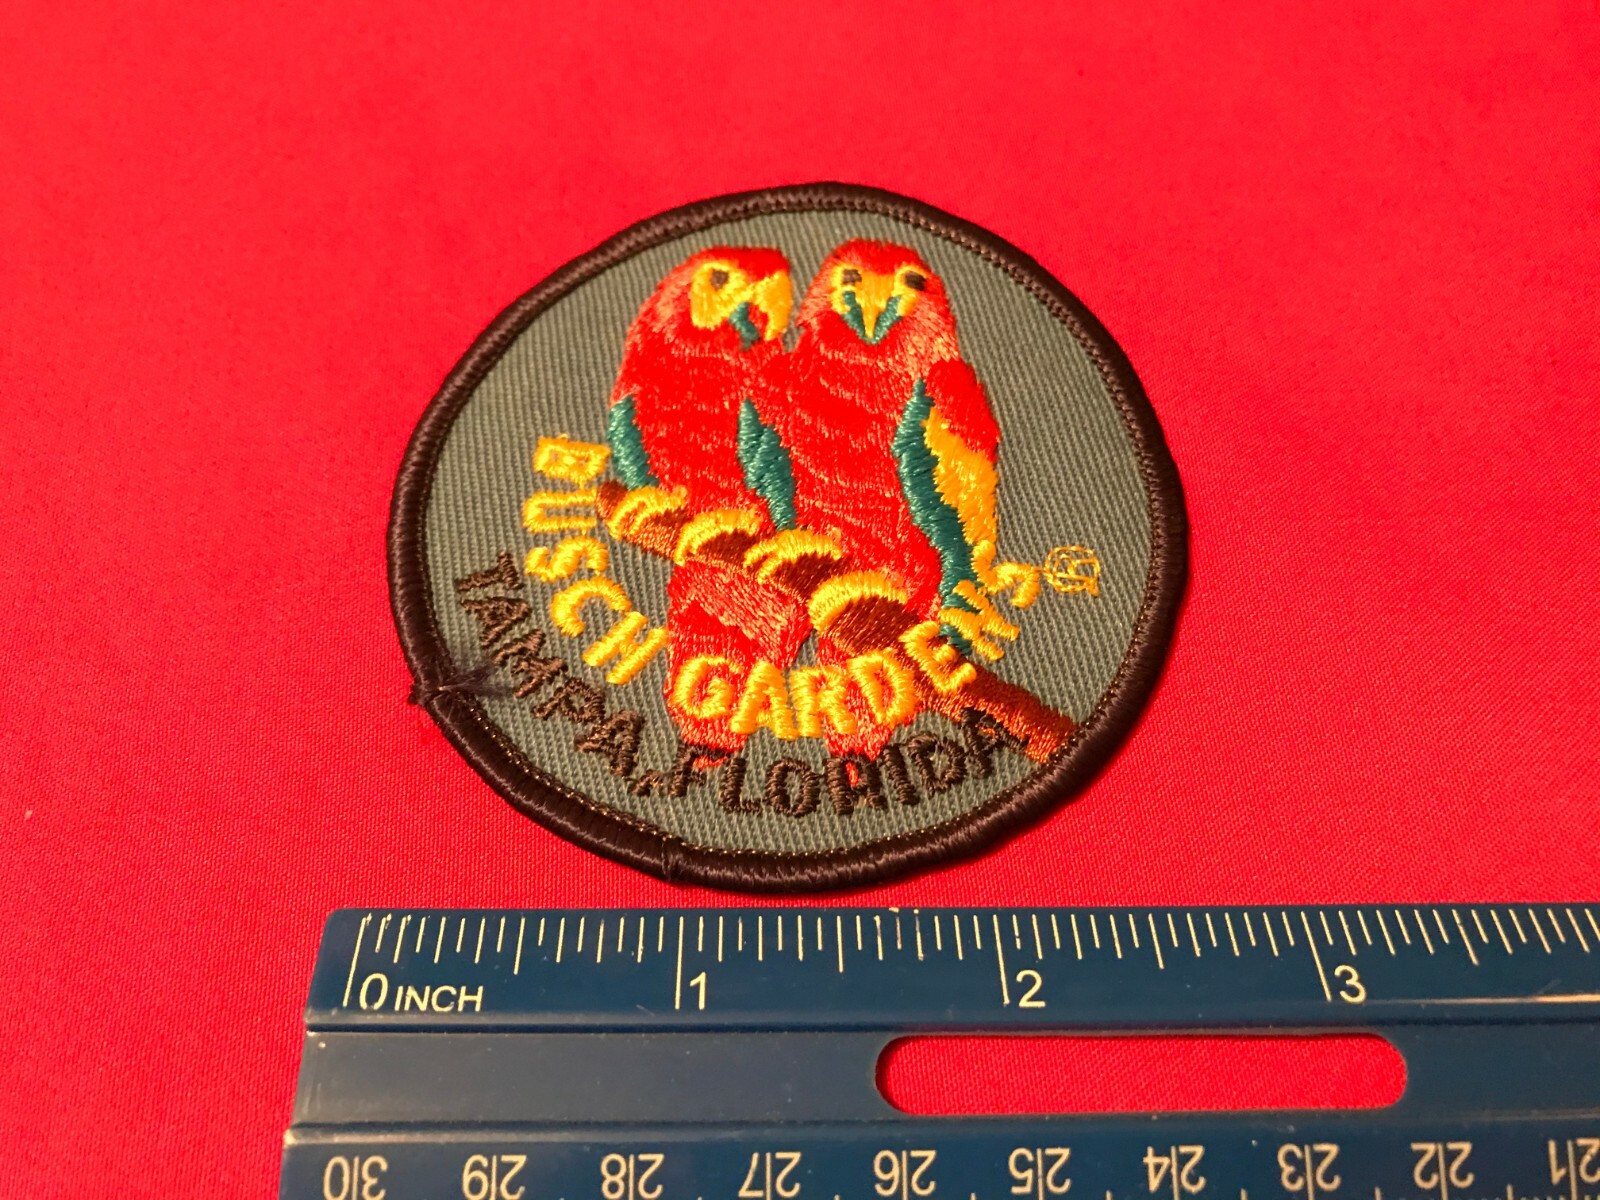 BUSCH GARDENS
TAMPA, FLORIDA
0 INCH 1 2 3
30 29 28 27 26 25 24 23 22 21